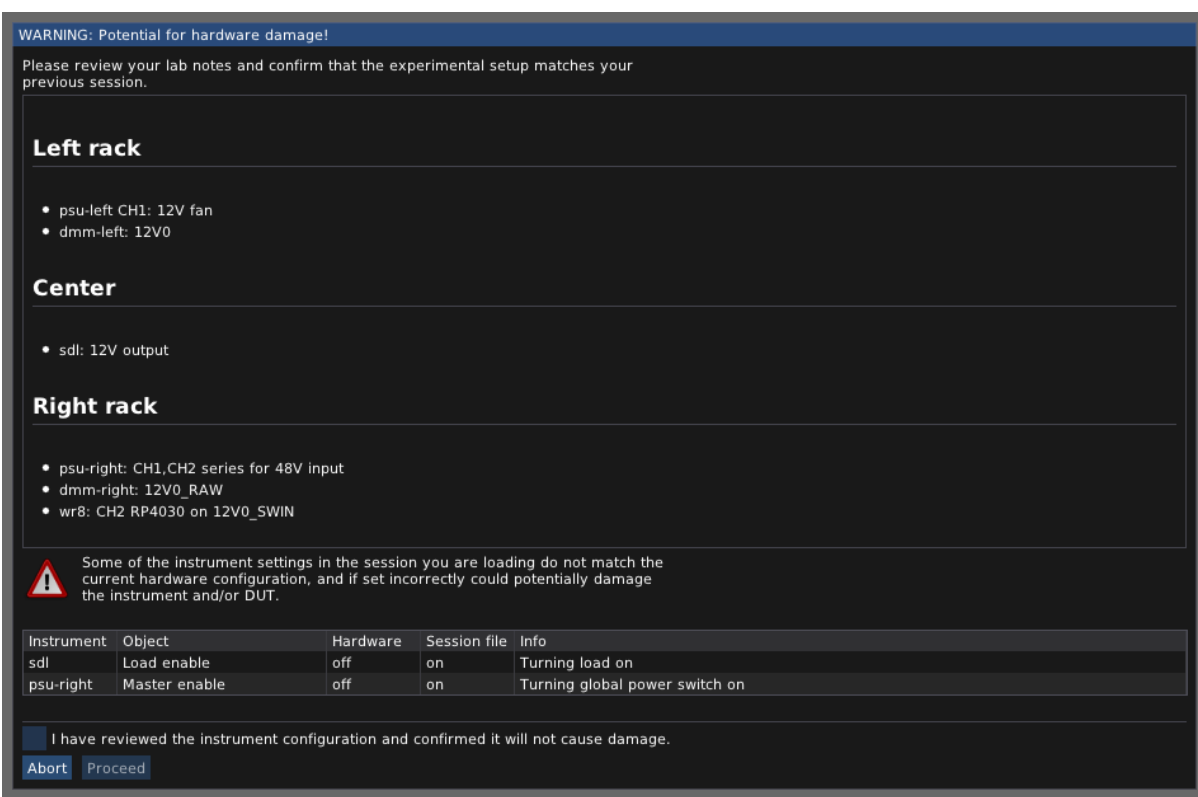 WARNING: Potential for hardware damage!
Please review your lab notes and confirm that the experimental setup matches your
previous session.
Left rack
• psu-left CH1: 12V fan
• dmm-left: 12V0
Center
• sdl: 12V output
Right rack
• psu-right: CH1,CH2 series for 48V input
• dmm-right: 12V0_RAW
• wr8: CH2 RP4030 on 12V0_SWIN
Some of the instrument settings in the session you are loading do not match the
current hardware configuration, and if set incorrectly could potentially damage
the instrument and/or DUT.
Instrument Object Hardware Session file Info
sdl Load enable off on Turning load on
psu-right Master enable off on Turning global power switch on
I have reviewed the instrument configuration and confirmed it will not cause damage.
Abort Proceed